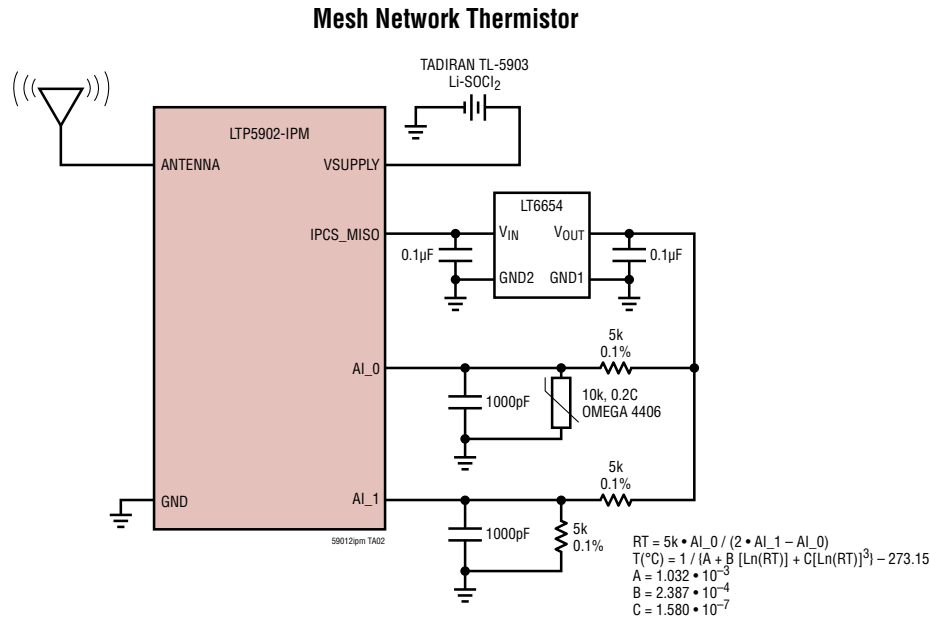 Mesh Network Thermistor
TADIRAN TL-5903
Li-SOCl2
LTP5902-IPM
ANTENNA
VSUPPLY
LT6654
IPCS_MISO
VIN
VOUT
0.1µF
0.1µF
GND2
GND1
5k
0.1%
AI_0
1000pF
10k, 0.2C
OMEGA 4406
5k
0.1%
GND
AI_1
1000pF
5k
0.1%
59012ipm TA02
RT = 5k • AI_0 / (2 • AI_1 – AI_0)
T(°C) = 1 / {A + B [Ln(RT)] + C[Ln(RT)]³} – 273.15
A = 1.032 • 10⁻³
B = 2.387 • 10⁻⁴
C = 1.580 • 10⁻⁷